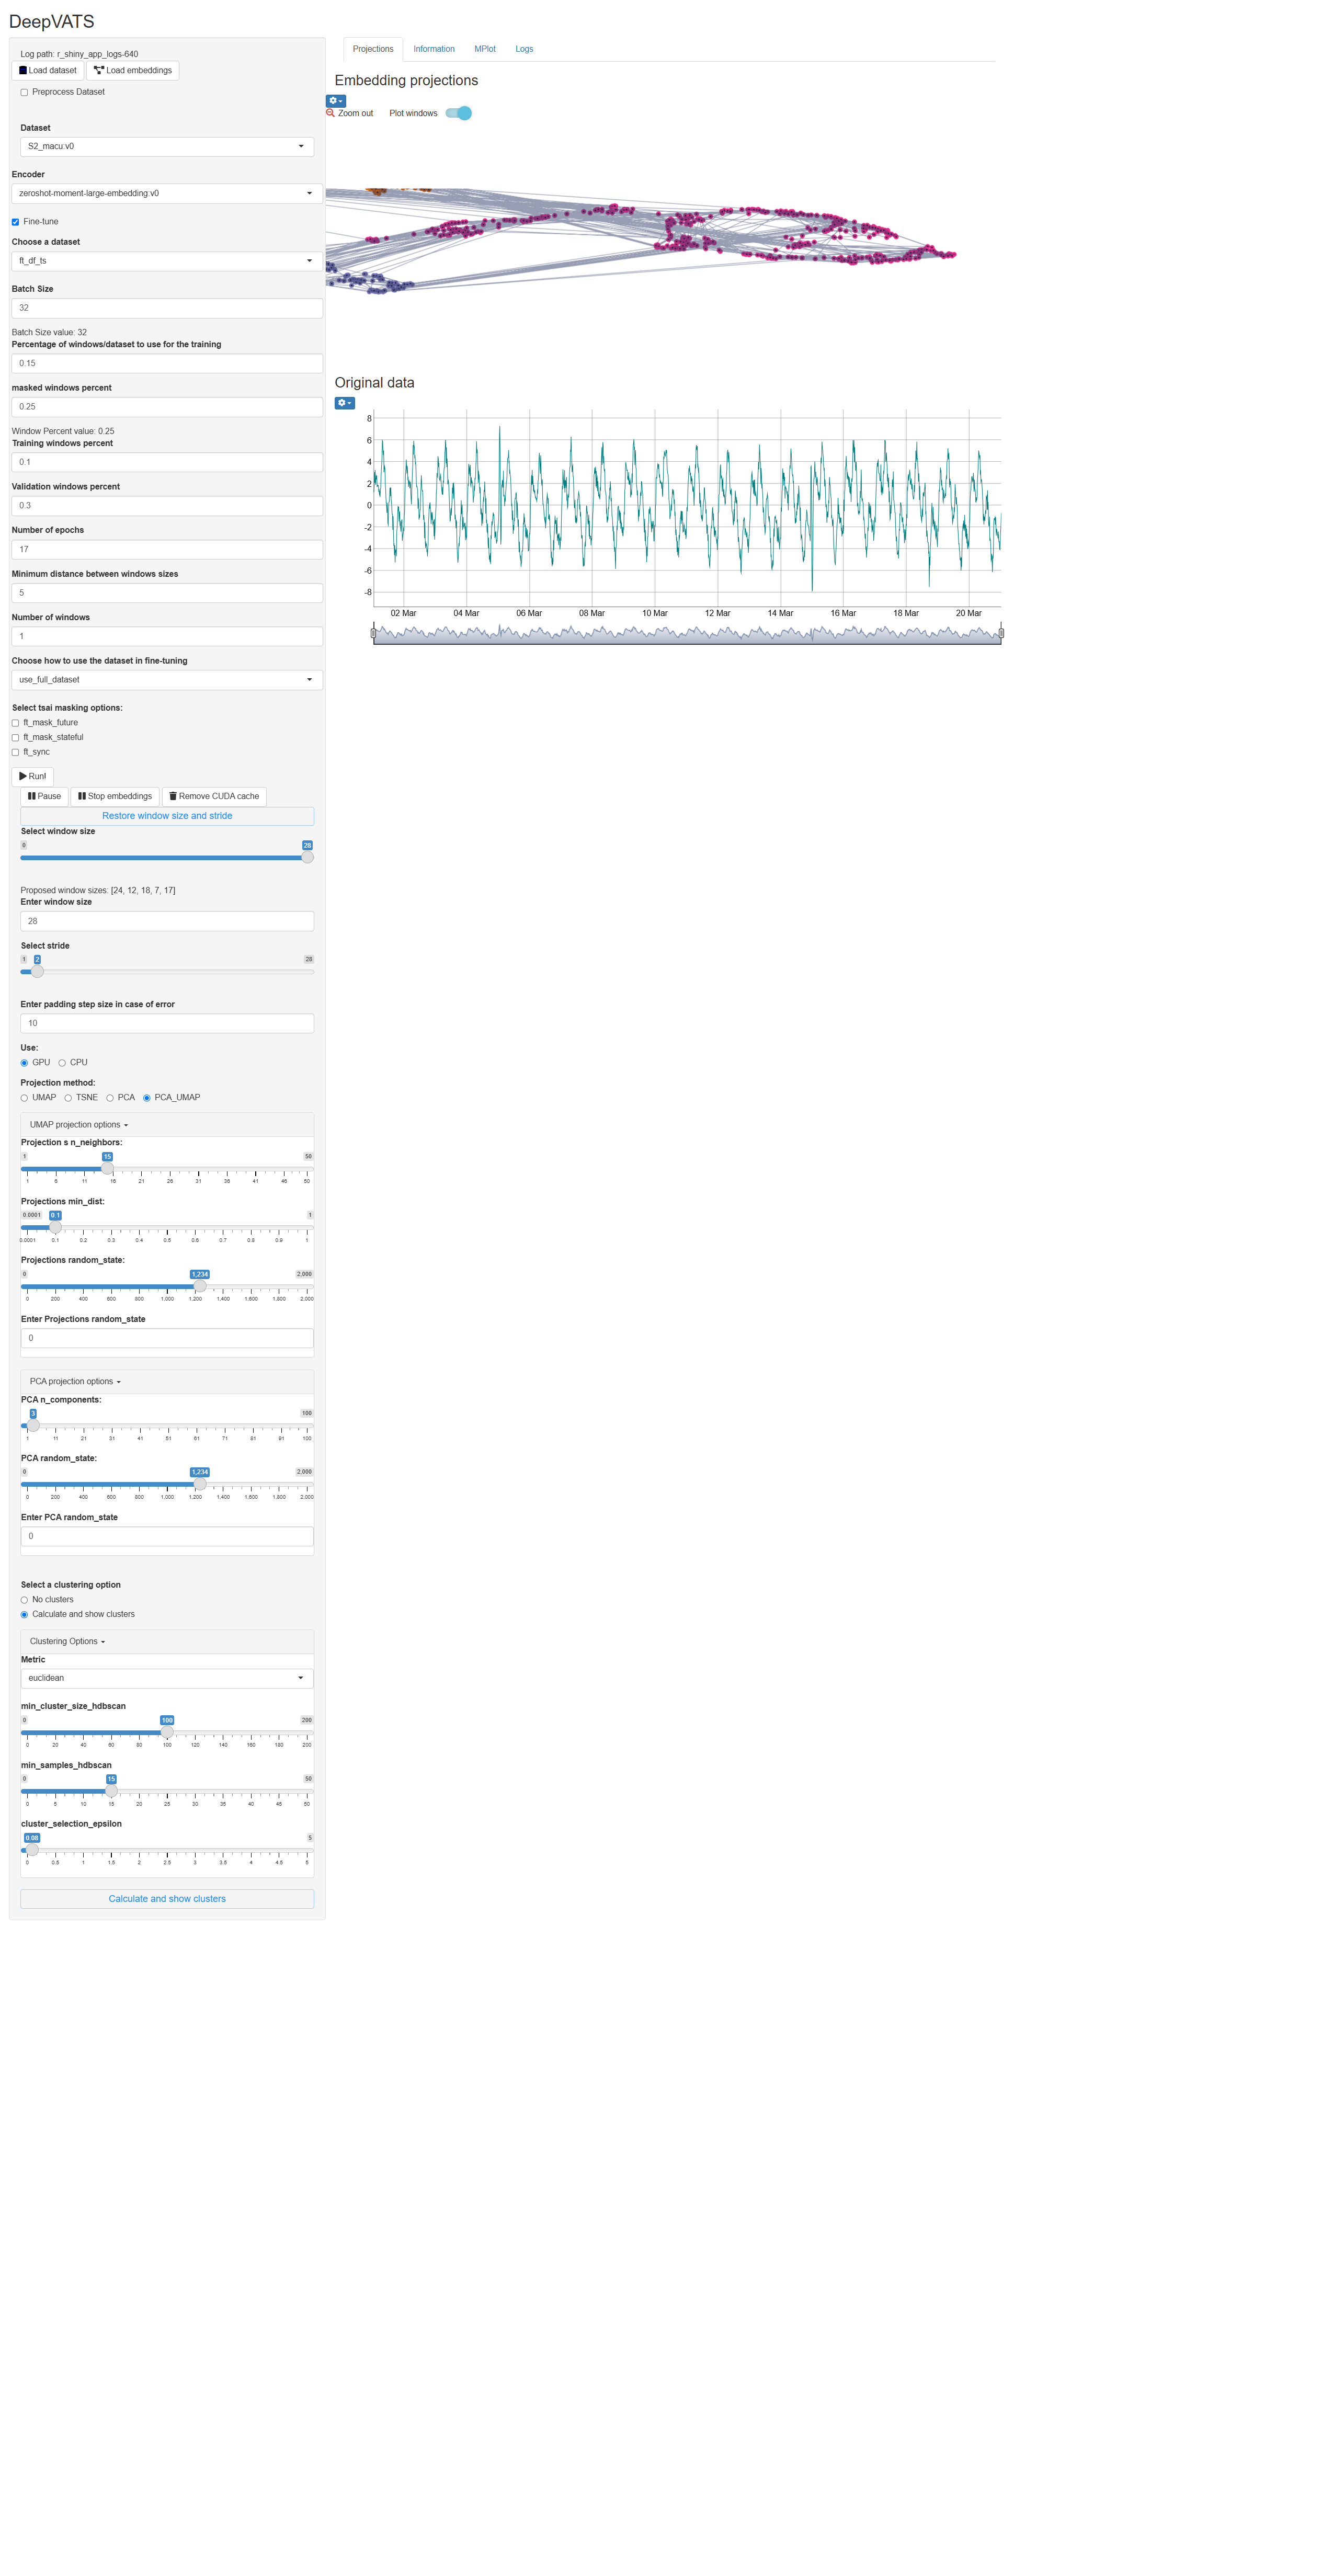 DeepVATS
Log path: r_shiny_app_logs-640
Load dataset Load embeddings
Preprocess Dataset
Dataset
S2_macu:v0
Encoder
zeroshot-moment-large-embedding:v0
Fine-tune
Choose a dataset
ft_df_ts
Batch Size
32
Batch Size value: 32
Percentage of windows/dataset to use for the training
0.15
masked windows percent
0.25
Window Percent value: 0.25
Training windows percent
0.1
Validation windows percent
0.3
Number of epochs
17
Minimum distance between windows sizes
5
Number of windows
1
Choose how to use the dataset in fine-tuning
use_full_dataset
Select tsai masking options:
ft_mask_future
ft_mask_stateful
ft_sync
Run!
Pause Stop embeddings Remove CUDA cache
Restore window size and stride
Select window size
0 28
Proposed window sizes: [24, 12, 18, 7, 17]
Enter window size
28
Select stride
1 2 28
Enter padding step size in case of error
10
Use:
GPU CPU
Projection method:
UMAP TSNE PCA PCA_UMAP
UMAP projection options
Projection s n_neighbors:
1 15 50
1 6 11 16 21 26 31 36 41 46 50
Projections min_dist:
0.0001 0.1 1
0.0001 0.1 0.2 0.3 0.4 0.5 0.6 0.7 0.8 0.9 1
Projections random_state:
0 1,234 2,000
0 200 400 600 800 1,000 1,200 1,400 1,600 1,800 2,000
Enter Projections random_state
0
PCA projection options
PCA n_components:
3 100
1 11 21 31 41 51 61 71 81 91 100
PCA random_state:
0 1,234 2,000
0 200 400 600 800 1,000 1,200 1,400 1,600 1,800 2,000
Enter PCA random_state
0
Select a clustering option
No clusters
Calculate and show clusters
Clustering Options
Metric
euclidean
min_cluster_size_hdbscan
0 100 200
0 20 40 60 80 100 120 140 160 180 200
min_samples_hdbscan
0 15 50
0 5 10 15 20 25 30 35 40 45 50
cluster_selection_epsilon
0.08 5
0 0.5 1 1.5 2 2.5 3 3.5 4 4.5 5
Calculate and show clusters
Projections Information MPlot Logs
Embedding projections
Zoom out Plot windows
Original data
8
6
4
2
0
-2
-4
-6
-8
02 Mar 04 Mar 06 Mar 08 Mar 10 Mar 12 Mar 14 Mar 16 Mar 18 Mar 20 Mar